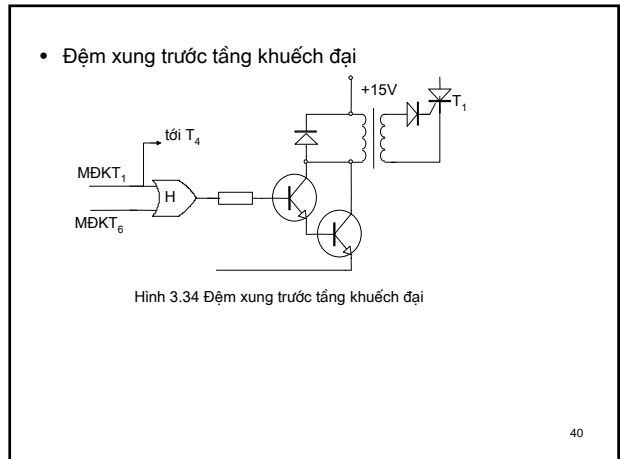 • Đệm xung trước tầng khuếch đại
+15V
T1
tới T4
MĐKT1
H
MĐKT6
Hình 3.34 Đệm xung trước tầng khuếch đại
40